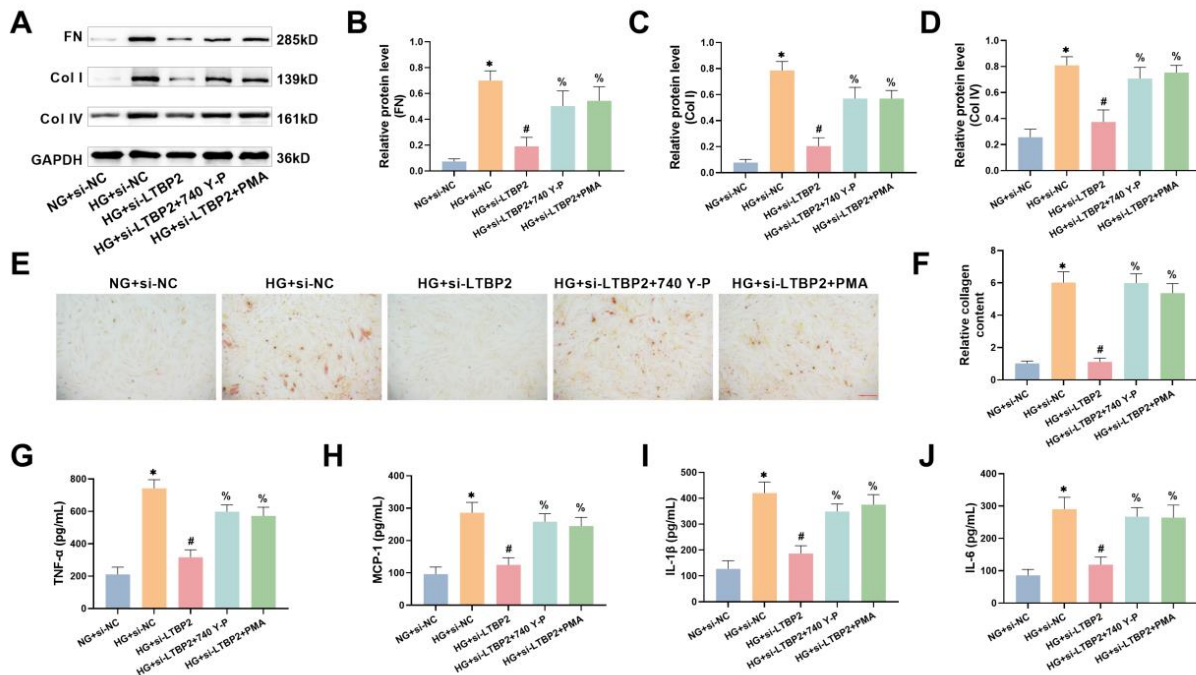 A
FN
285kD
Col I
139kD
Col IV
161kD
GAPDH
36kD
NG+si-NC
HG+si-NC
HG+si-LTBP2
HG+si-LTBP2+740 Y-P
HG+si-LTBP2+PMA
B
Relative protein level
(FN)
1.0
0.8
0.6
0.4
0.2
0.0
*
#
%
%
NG+si-NC
HG+si-NC
HG+si-LTBP2
HG+si-LTBP2+740 Y-P
HG+si-LTBP2+PMA
C
Relative protein level
(Col I)
1.0
0.8
0.6
0.4
0.2
0.0
*
#
%
%
NG+si-NC
HG+si-NC
HG+si-LTBP2
HG+si-LTBP2+740 Y-P
HG+si-LTBP2+PMA
D
Relative protein level
(Col IV)
1.0
0.8
0.6
0.4
0.2
0.0
*
#
%
%
NG+si-NC
HG+si-NC
HG+si-LTBP2
HG+si-LTBP2+740 Y-P
HG+si-LTBP2+PMA
E
NG+si-NC
HG+si-NC
HG+si-LTBP2
HG+si-LTBP2+740 Y-P
HG+si-LTBP2+PMA
F
Relative collagen
content
8
6
4
2
0
*
#
%
%
NG+si-NC
HG+si-NC
HG+si-LTBP2
HG+si-LTBP2+740 Y-P
HG+si-LTBP2+PMA
G
TNF-α (pg/mL)
800
600
400
200
0
*
#
%
%
NG+si-NC
HG+si-NC
HG+si-LTBP2
HG+si-LTBP2+740 Y-P
HG+si-LTBP2+PMA
H
MCP-1 (pg/mL)
400
300
200
100
0
*
#
%
%
NG+si-NC
HG+si-NC
HG+si-LTBP2
HG+si-LTBP2+740 Y-P
HG+si-LTBP2+PMA
I
IL-1β (pg/mL)
500
400
300
200
100
0
*
#
%
%
NG+si-NC
HG+si-NC
HG+si-LTBP2
HG+si-LTBP2+740 Y-P
HG+si-LTBP2+PMA
J
IL-6 (pg/mL)
400
300
200
100
0
*
#
%
%
NG+si-NC
HG+si-NC
HG+si-LTBP2
HG+si-LTBP2+740 Y-P
HG+si-LTBP2+PMA